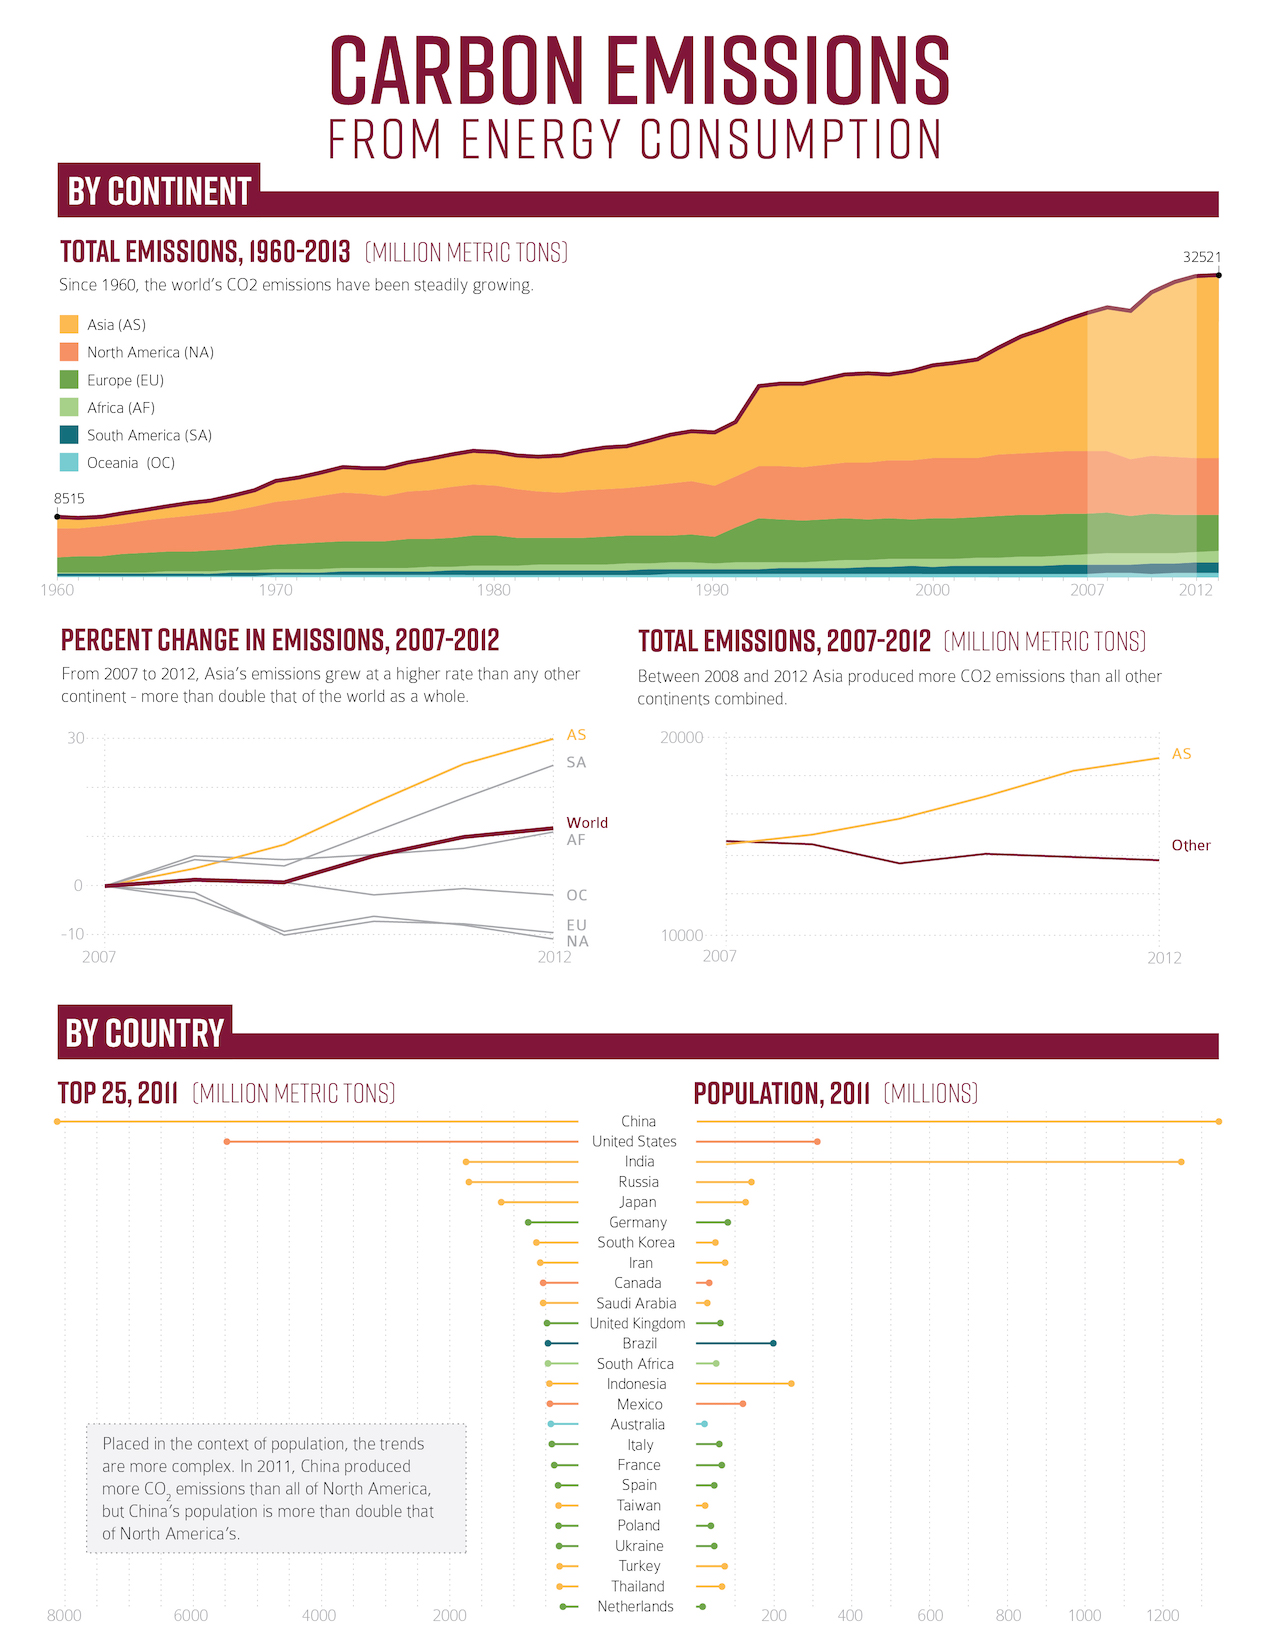 CARBON EMISSIONS
FROM ENERGY CONSUMPTION
BY CONTINENT
TOTAL EMISSIONS, 1960-2013 (MILLION METRIC TONS)
Since 1960, the world's CO2 emissions have been steadily growing.
32521
Asia (AS)
North America (NA)
Europe (EU)
Africa (AF)
South America (SA)
Oceania (OC)
8515
1960 1970 1980 1990 2000 2007 2012
PERCENT CHANGE IN EMISSIONS, 2007-2012
From 2007 to 2012, Asia's emissions grew at a higher rate than any other
continent - more than double that of the world as a whole.
30
0
-10
AS
SA
World
AF
OC
EU
NA
2007 2012
TOTAL EMISSIONS, 2007-2012 (MILLION METRIC TONS)
Between 2008 and 2012 Asia produced more CO2 emissions than all other
continents combined.
20000
10000
AS
Other
2007 2012
BY COUNTRY
TOP 25, 2011 (MILLION METRIC TONS)
POPULATION, 2011 (MILLIONS)
China
United States
India
Russia
Japan
Germany
South Korea
Iran
Canada
Saudi Arabia
United Kingdom
Brazil
South Africa
Indonesia
Mexico
Australia
Italy
France
Spain
Taiwan
Poland
Ukraine
Turkey
Thailand
Netherlands
Placed in the context of population, the trends
are more complex. In 2011, China produced
more CO2 emissions than all of North America,
but China's population is more than double that
of North America's.
8000 6000 4000 2000
200 400 600 800 1000 1200